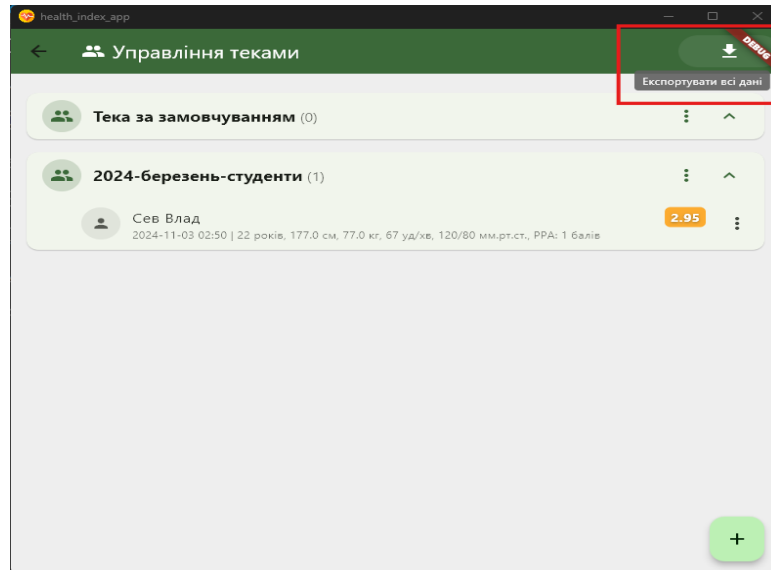 health_index_app
DEBUG
Управління теками
Експортувати всі дані
Тека за замовчуванням (0)
2024-березень-студенти (1)
Сев Влад
2.95
2024-11-03 02:50 | 22 років, 177.0 см, 77.0 кг, 67 уд/хв, 120/80 мм.рт.ст., РРА: 1 балів